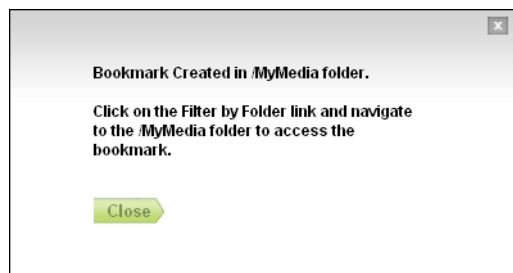 x
Bookmark Created in /MyMedia folder.
Click on the Filter by Folder link and navigate
to the /MyMedia folder to access the
bookmark.
Close